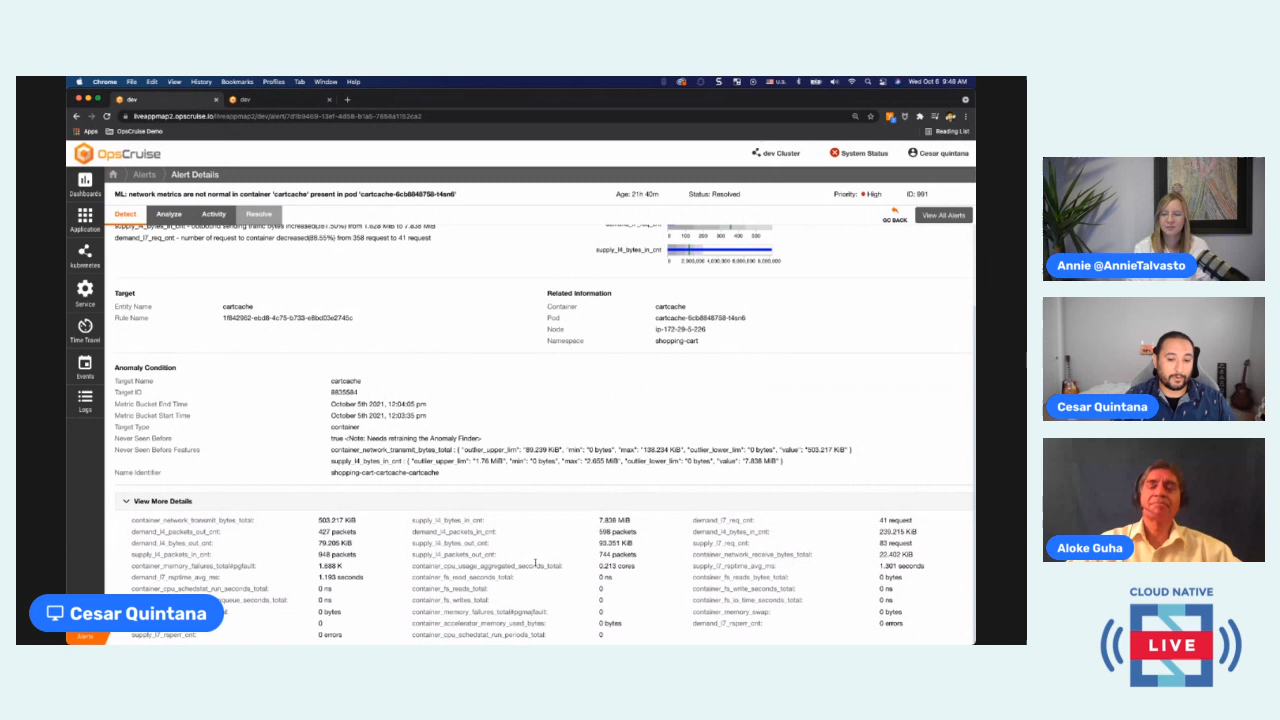 Chrome File Edit View History Bookmarks Profiles Tab Window Help
U.S. Wed Oct 6 9:48 AM
dev × dev × +
Apps OpsCruise Demo Reading List
OpsCruise dev Cluster System Status Cesar quintana
Alerts Alert Details
ML: network metrics are not normal in container 'cartcache' present in pod 'cartcache-6cb8848758-t4sn6' Age: 21h 40m Status: Resolved Priority: High ID: 991
Detect Analyze Activity Resolve GO BACK View All Alerts
supply_l4_bytes_in_cnt
demand_l7_req_cnt - number of request to container decreased(88.55%) from 358 request to 41 request
0 100 200 300 400 500
0 2,000,000 4,000,000 6,000,000 8,000,000
Target Related Information
Entity Name cartcache Container cartcache
Rule Name Pod cartcache-6cb8848758-t4sn6
Node ip-172-29-5-226
Namespace shopping-cart
Anomaly Condition
Target Name cartcache
Target ID 8835584
Metric Bucket End Time October 5th 2021, 12:04:05 pm
Metric Bucket Start Time October 5th 2021, 12:03:35 pm
Target Type container
Never Seen Before true <Note: Needs retraining the Anomaly Finder>
Never Seen Before Features container_network_transmit_bytes_total : { "outlier_upper_lim": "89.239 KiB", "min": "0 bytes", "max": "138.234 KiB", "outlier_lower_lim": "0 bytes", "value": "503.217 KiB" }
supply_l4_bytes_in_cnt : { "outlier_upper_lim": "1.76 MiB", "min": "0 bytes", "max": "2.655 MiB", "outlier_lower_lim": "0 bytes", "value": "7.838 MiB" }
Name Identifier shopping-cart-cartcache-cartcache
View More Details
container_network_transmit_bytes_total: 503.217 KiB supply_l4_bytes_in_cnt: 7.838 MiB demand_l7_req_cnt: 41 request
demand_l4_packets_out_cnt: 427 packets demand_l4_packets_in_cnt: 598 packets demand_l4_bytes_in_cnt: 239.215 KiB
demand_l4_bytes_out_cnt: 79.205 KiB supply_l4_bytes_out_cnt: 93.351 KiB supply_l7_req_cnt: 83 request
supply_l4_packets_in_cnt: 948 packets supply_l4_packets_out_cnt: 744 packets container_network_receive_bytes_total: 22.402 KiB
container_memory_failures_total#pgfault: 1.688 K container_cpu_usage_aggregated_seconds_total: 0.213 cores supply_l7_rsptime_avg_ms: 1.301 seconds
demand_l7_rsptime_avg_ms: 1.193 seconds container_fs_read_seconds_total: 0 ns container_fs_reads_bytes_total: 0 bytes
container_cpu_schedstat_run_seconds_total: 0 ns container_fs_reads_total: 0 container_fs_write_seconds_total: 0 ns
queue_seconds_total: 0 ns container_fs_writes_total: 0 container_fs_io_time_seconds_total: 0 ns
0 bytes container_memory_failures_total#pgmajfault: 0 container_memory_swap: 0 bytes
0 container_accelerator_memory_used_bytes: 0 bytes demand_l7_rsperr_cnt: 0 errors
supply_l7_rsperr_cnt: 0 errors container_cpu_schedstat_run_periods_total: 0
Dashboards
Application
kubernetes
Service
Time Travel
Events
Logs
Alerts
Cesar Quintana
Annie @AnnieTalvasto
Cesar Quintana
Aloke Guha
CLOUD NATIVE
LIVE